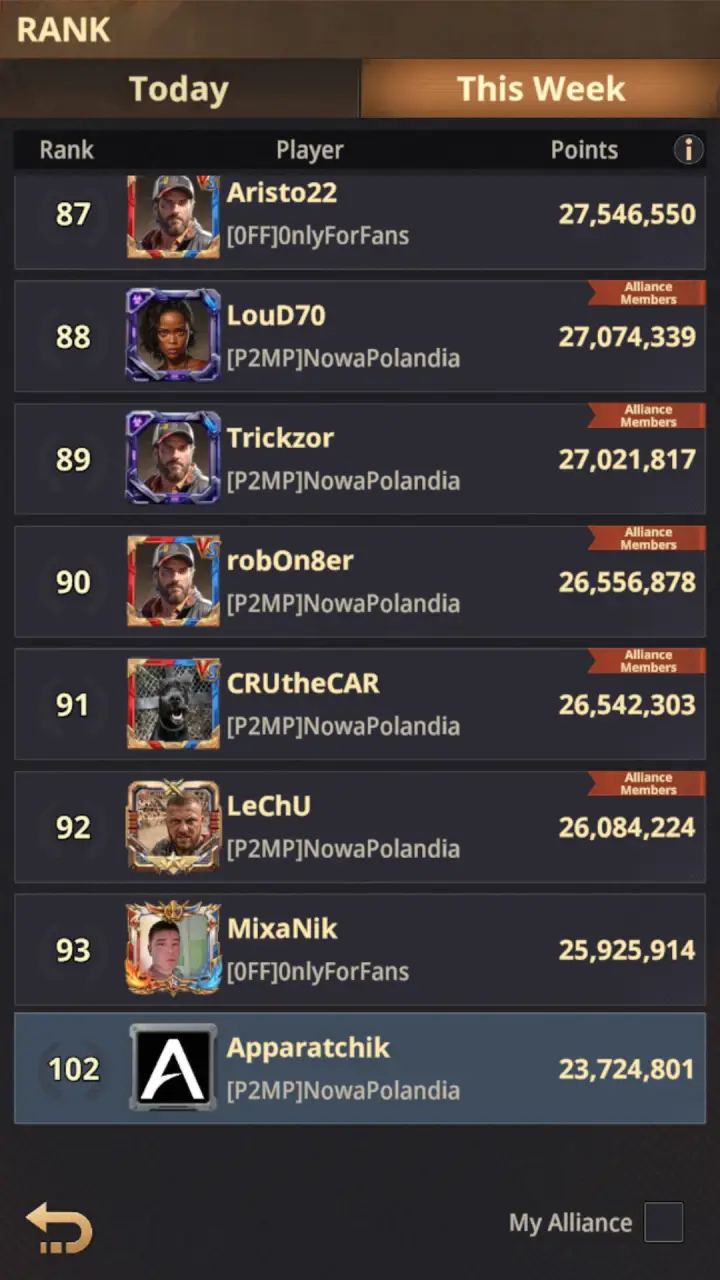 RANK
Today
This Week
Rank
Player
Points
i
87
Aristo22
[0FF]0nlyForFans
27,546,550
VS
88
LouD70
[P2MP]NowaPolandia
Alliance
Members
27,074,339
89
Trickzor
[P2MP]NowaPolandia
Alliance
Members
27,021,817
90
VS
robOn8er
[P2MP]NowaPolandia
Alliance
Members
26,556,878
91
VS
CRUtheCAR
[P2MP]NowaPolandia
Alliance
Members
26,542,303
92
LeChU
[P2MP]NowaPolandia
Alliance
Members
26,084,224
93
MixaNik
[0FF]0nlyForFans
25,925,914
102
A
Apparatchik
[P2MP]NowaPolandia
23,724,801
My Alliance